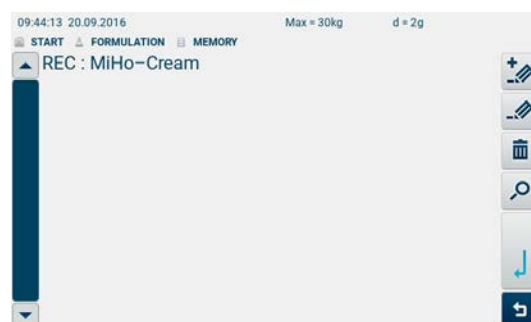 09:44:13 20.09.2016 Max = 30kg d = 2g
START FORMULATION MEMORY
REC : MiHo-Cream